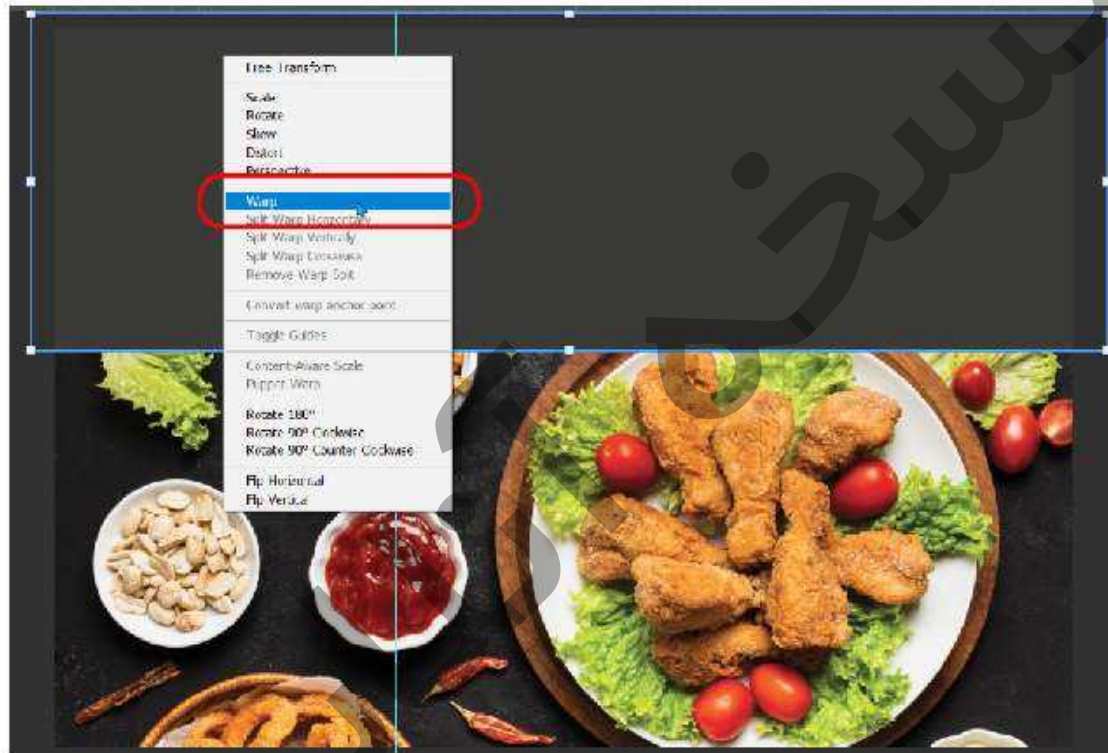 Free Transform
Scale
Rotate
Skew
Distort
Perspective
Warp
Split Warp Horizontally
Split Warp Vertically
Split Warp Crosswise
Remove Warp Split
Convert warp anchor point
Toggle Guides
Content-Aware Scale
Puppet Warp
Rotate 180°
Rotate 90° Clockwise
Rotate 90° Counter Clockwise
Flip Horizontal
Flip Vertical